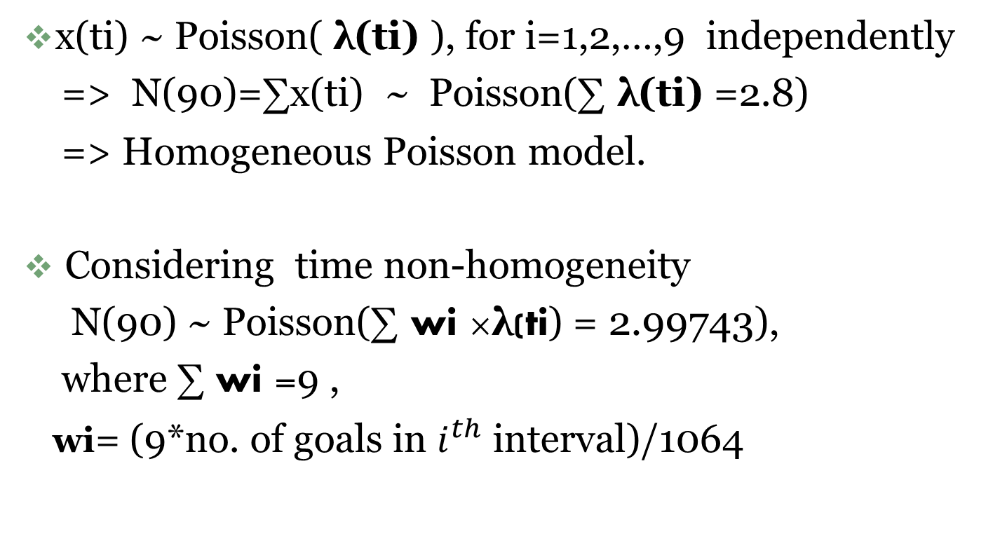 ❖x(ti) ~ Poisson( λ(ti) ), for i=1,2,...,9 independently
=> N(90)=∑x(ti) ~ Poisson(∑ λ(ti) =2.8)
=> Homogeneous Poisson model.
❖ Considering time non-homogeneity
N(90) ~ Poisson(∑ wi ×λ(ti) = 2.99743),
where ∑ wi =9 ,
wi= (9*no. of goals in i^th interval)/1064